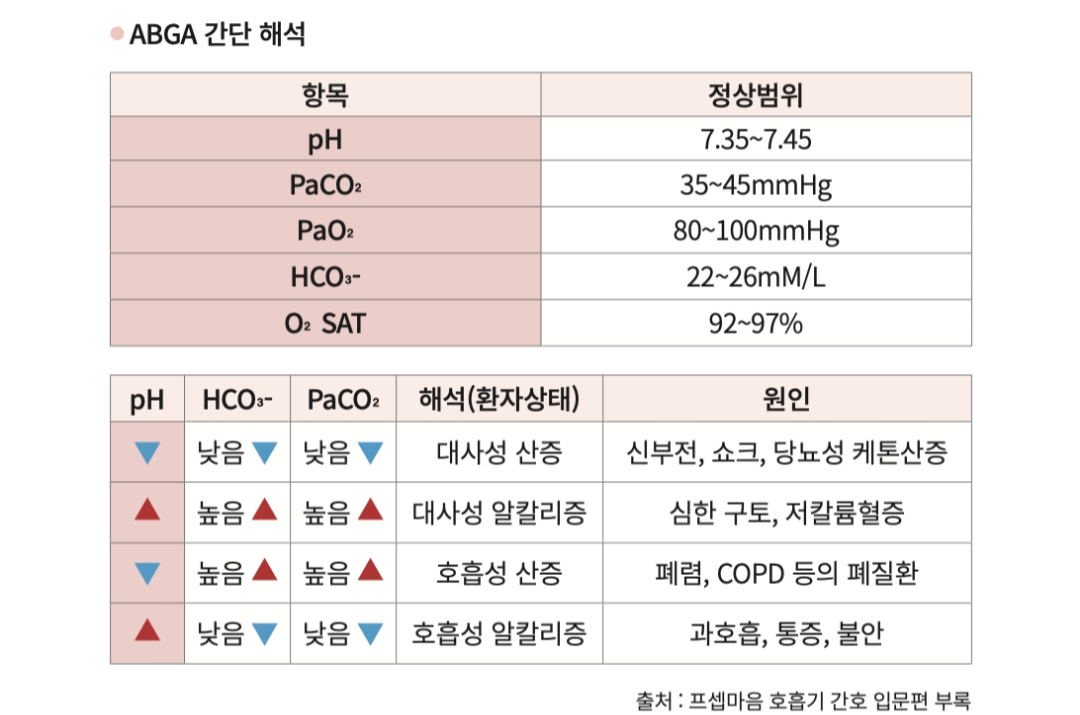 ABGA 간단 해석
항목 정상범위
pH 7.35~7.45
PaCO₂ 35~45mmHg
PaO₂ 80~100mmHg
HCO₃- 22~26mM/L
O₂ SAT 92~97%
pH HCO₃- PaCO₂ 해석(환자상태) 원인
▼ 낮음 ▼ 낮음 ▼ 대사성 산증 신부전, 쇼크, 당뇨성 케톤산증
▲ 높음 ▲ 높음 ▲ 대사성 알칼리증 심한 구토, 저칼륨혈증
▼ 높음 ▲ 높음 ▲ 호흡성 산증 폐렴, COPD 등의 폐질환
▲ 낮음 ▼ 낮음 ▼ 호흡성 알칼리증 과호흡, 통증, 불안
출처 : 프셉마음 호흡기 간호 입문편 부록